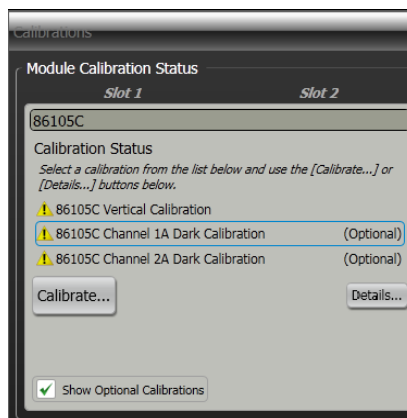 Calibrations
Module Calibration Status
Slot 1 Slot 2
86105C
Calibration Status
Select a calibration from the list below and use the [Calibrate...] or
[Details...] buttons below.
86105C Vertical Calibration
86105C Channel 1A Dark Calibration (Optional)
86105C Channel 2A Dark Calibration (Optional)
Calibrate... Details...
Show Optional Calibrations